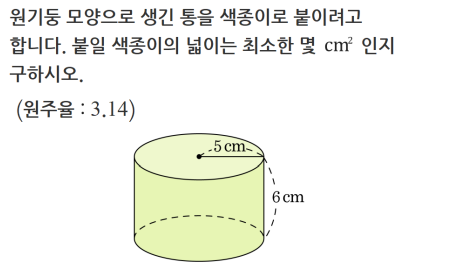 원기둥 모양으로 생긴 통을 색종이로 붙이려고
합니다. 붙일 색종이의 넓이는 최소한 몇 cm² 인지
구하시오.
(원주율 : 3.14)
5 cm
6 cm